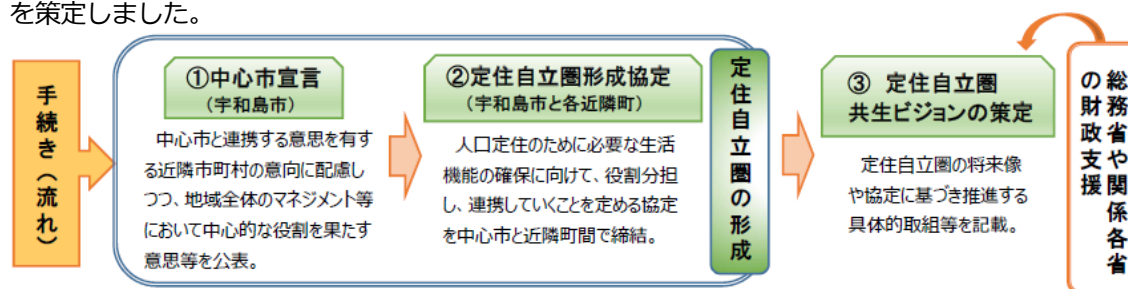 を策定しました。
手続き（流れ）
①中心市宣言
（宇和島市）
中心市と連携する意思を有す
る近隣市町村の意向に配慮し
つつ、地域全体のマネジメント等
において中心的な役割を果たす
意思等を公表。
②定住自立圏形成協定
（宇和島市と各近隣町）
人口定住のために必要な生活
機能の確保に向けて、役割分担
し、連携していくことを定める協定
を中心市と近隣町間で締結。
定住自立圏の形成
③ 定住自立圏
共生ビジョンの策定
定住自立圏の将来像
や協定に基づき推進する
具体的取組等を記載。
総務省や関係各省
の財政支援